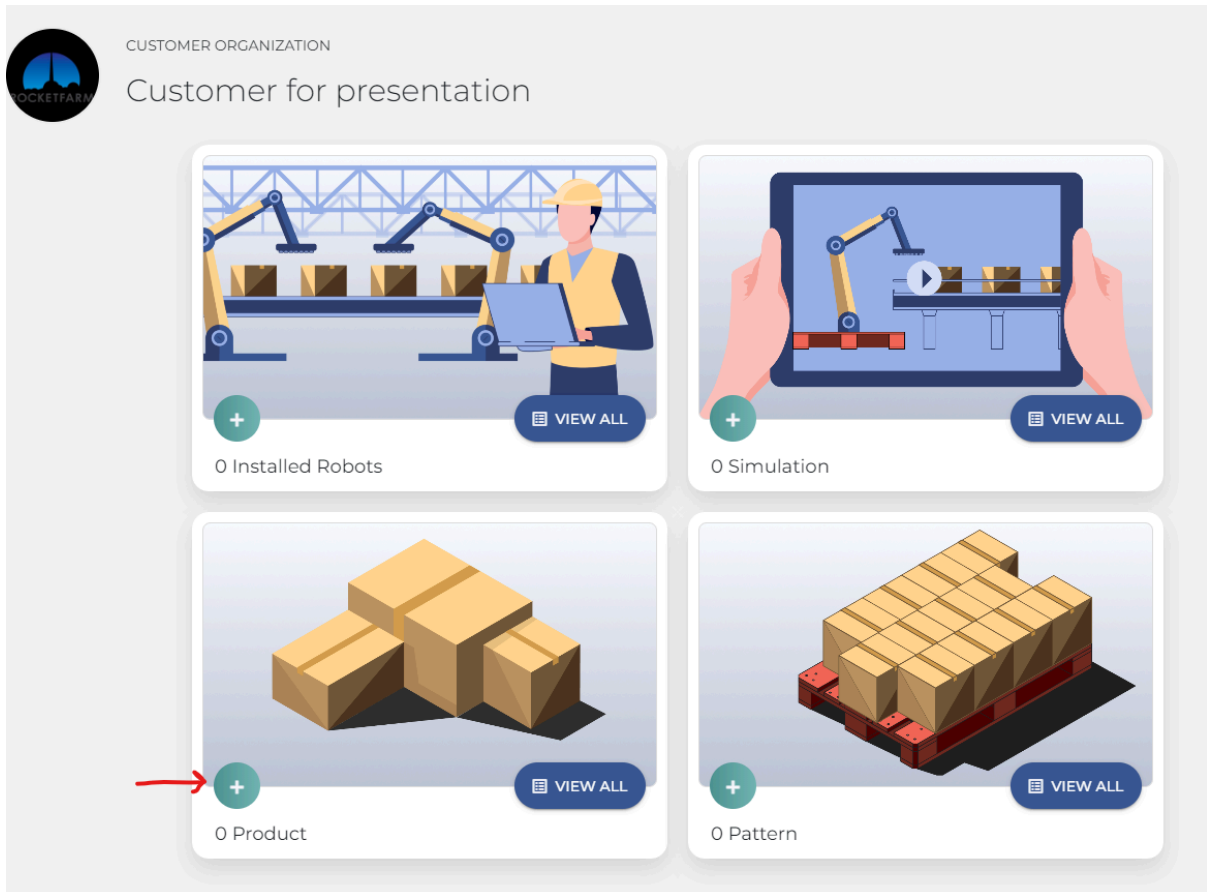 CUSTOMER ORGANIZATION
ROCKETFARM
Customer for presentation
VIEW ALL
VIEW ALL
0 Installed Robots
0 Simulation
VIEW ALL
VIEW ALL
0 Product
0 Pattern